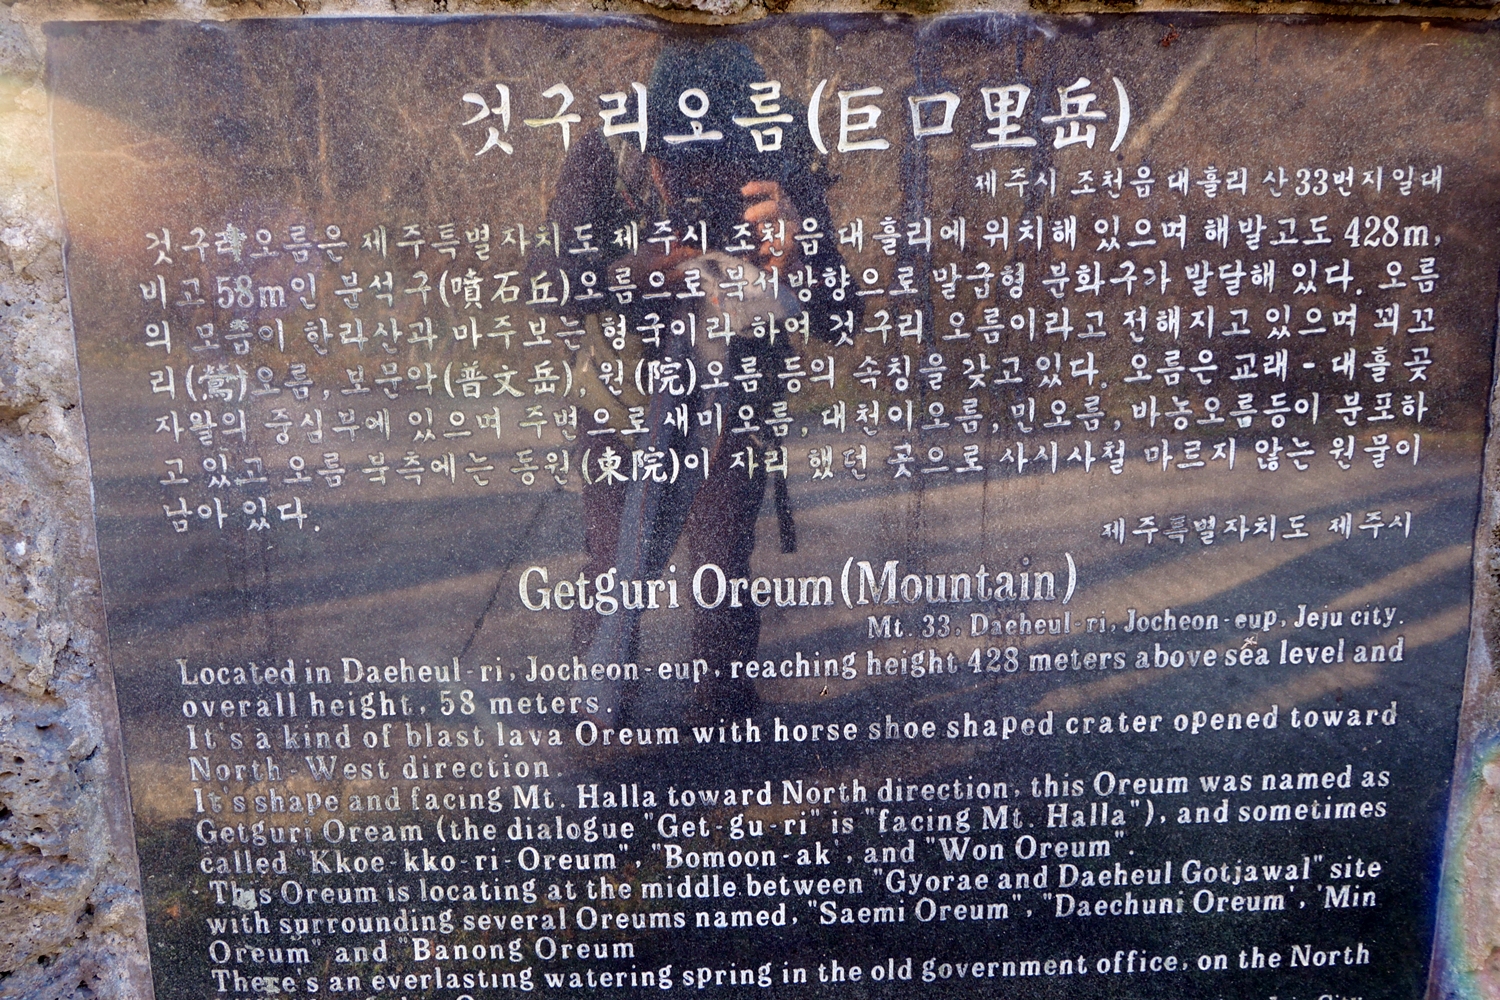 것구리오름(巨口里岳)
제주시 조천읍 대흘리 산33번지일대
것구리오름은 제주특별자치도 제주시 조천읍 대흘리에 위치해 있으며 해발고도 428m,
비고 58m인 분석구(噴石丘)오름으로 북서방향으로 말굽형 분화구가 발달해 있다. 오름
의 모습이 한라산과 마주보는 형국이라 하여 것구리 오름이라고 전해지고 있으며 꾀꼬
리(鶯)오름, 보문악(普文岳), 원(院)오름 등의 속칭을 갖고 있다. 오름은 교래 - 대흘 곶
자왈의 중심부에 있으며 주변으로 새미오름, 대천이오름, 민오름, 바농오름등이 분포하
고 있고 오름 북측에는 동원(東院)이 자리 했던 곳으로 사시사철 마르지 않는 원물이
남아 있다.
제주특별자치도 제주시
Getguri Oreum(Mountain)
Mt. 33, Daeheul-ri, Jocheon-eup, Jeju city.
Located in Daeheul-ri, Jocheon-eup, reaching height 428 meters above sea level and
overall height, 58 meters.
It's a kind of blast lava Oreum with horse shoe shaped crater opened toward
North-West direction.
It's shape and facing Mt. Halla toward North direction, this Oreum was named as
Getguri Oream (the dialogue "Get-gu-ri" is "facing Mt. Halla"), and sometimes
called "Kkoe-kko-ri-Oreum", "Bomoon-ak', and "Won Oreum".
This Oreum is locating at the middle between "Gyorae and Daeheul Gotjawal" site
with surrounding several Oreums named, "Saemi Oreum", "Daechuni Oreum', 'Min
Oreum" and "Banong Oreum
There's an everlasting watering spring in the old government office, on the North